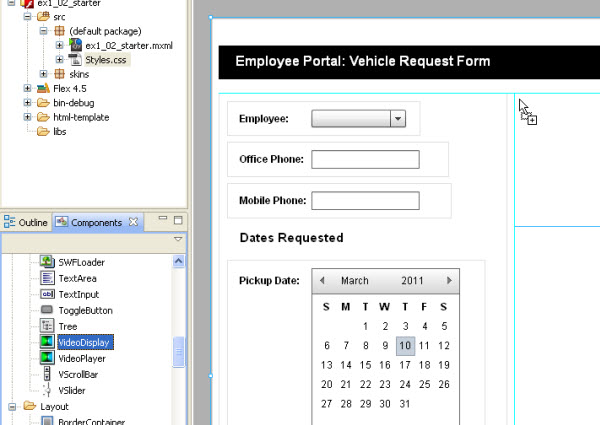 ex1_02_starter
src
(default package)
ex1_02_starter.mxml
Styles.css
skins
Flex 4.5
bin-debug
html-template
libs
Outline
Components
SWFLoader
TextArea
TextInput
ToggleButton
Tree
VideoDisplay
VideoPlayer
VScrollBar
VSlider
Layout
BorderContainer
Employee Portal: Vehicle Request Form
Employee:
Office Phone:
Mobile Phone:
Dates Requested
Pickup Date:
March 2011
S M T W T F S
1 2 3 4 5
6 7 8 9 10 11 12
13 14 15 16 17 18 19
20 21 22 23 24 25 26
27 28 29 30 31